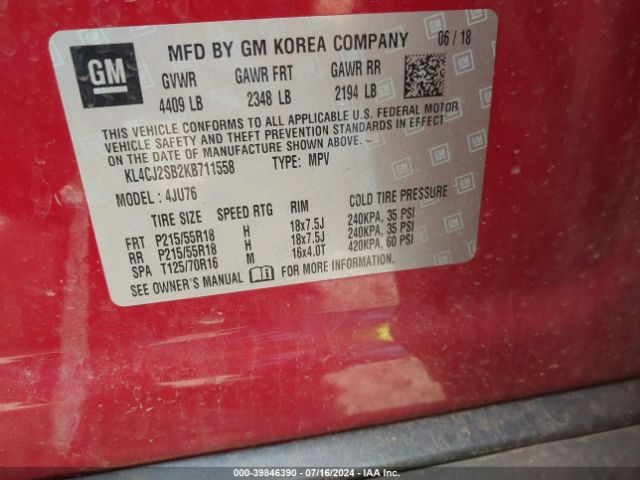 GM
MFD BY GM KOREA COMPANY 06 / 18
GVWR GAWR FRT GAWR RR
4409 LB 2348 LB 2194 LB
THIS VEHICLE CONFORMS TO ALL APPLICABLE U.S. FEDERAL MOTOR
VEHICLE SAFETY AND THEFT PREVENTION STANDARDS IN EFFECT
ON THE DATE OF MANUFACTURE SHOWN ABOVE.
KL4CJ2SB2KB711558 TYPE: MPV
MODEL : 4JU76
TIRE SIZE SPEED RTG RIM COLD TIRE PRESSURE
FRT P215/55R18 H 18x7.5J 240KPA, 35 PSI
RR P215/55R18 H 18x7.5J 240KPA, 35 PSI
SPA T125/70R16 M 16x4.0T 420KPA, 60 PSI
SEE OWNER'S MANUAL FOR MORE INFORMATION.
000-39846390 - 07/16/2024 - IAA Inc.